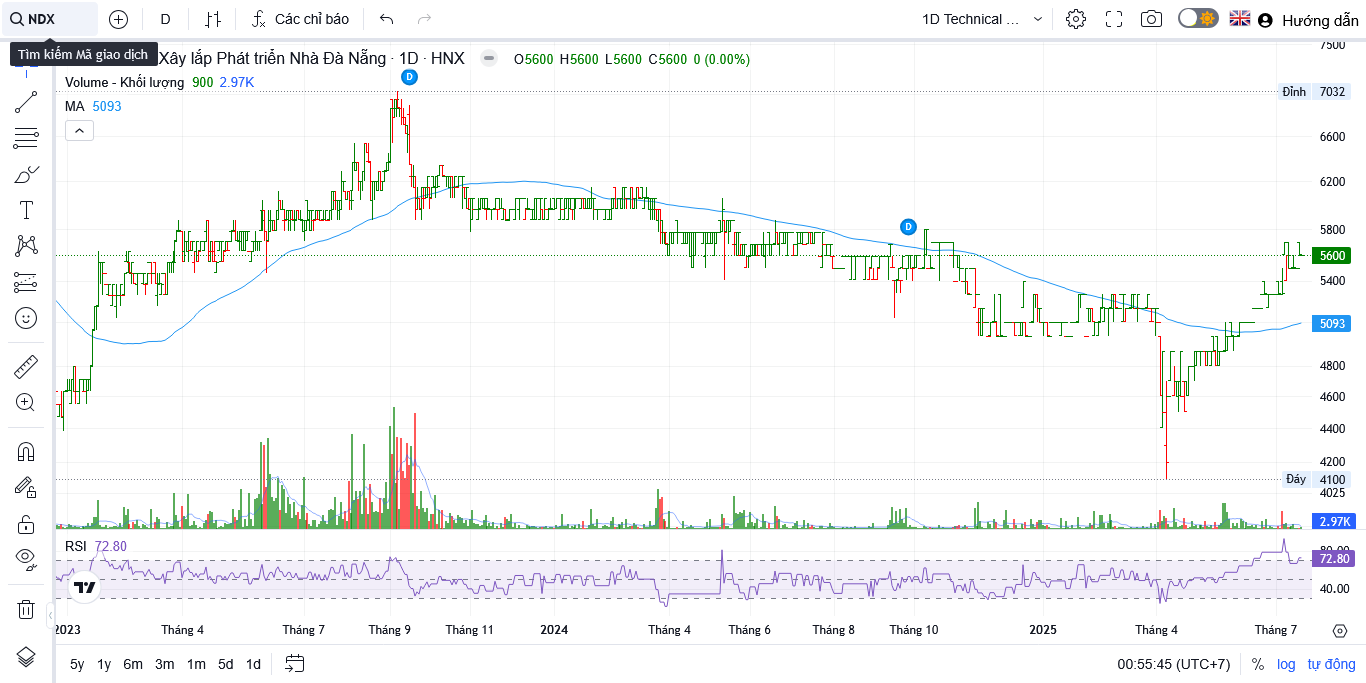 NDX
D
Các chỉ báo
1D Technical ...
Hướng dẫn
Tìm kiếm Mã giao dịch
Xây lắp Phát triển Nhà Đà Nẵng · 1D · HNX
O5600 H5600 L5600 C5600 0 (0.00%)
Volume - Khối lượng 900 2.97K
MA 5093
D
D
7500
Đỉnh 7032
6600
6200
5800
5600
5400
5093
4800
4600
4400
4200
Đáy 4100
4025
2.97K
RSI 72.80
80.00
72.80
40.00
2023 Tháng 4 Tháng 7 Tháng 9 Tháng 11 2024 Tháng 4 Tháng 6 Tháng 8 Tháng 10 2025 Tháng 4 Tháng 7
5y 1y 6m 3m 1m 5d 1d
00:55:45 (UTC+7) % log tự động